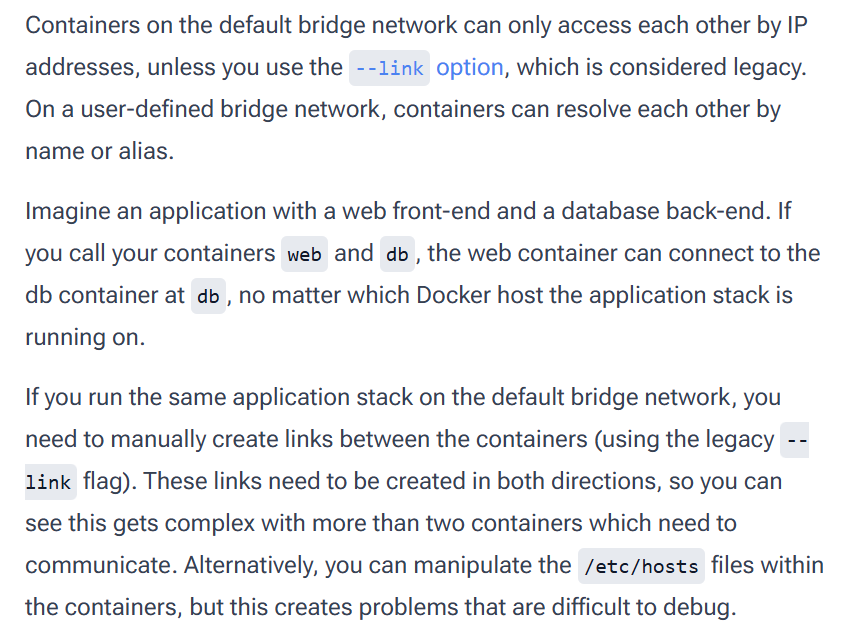 Containers on the default bridge network can only access each other by IP
addresses, unless you use the --link option, which is considered legacy.
On a user-defined bridge network, containers can resolve each other by
name or alias.
Imagine an application with a web front-end and a database back-end. If
you call your containers web and db, the web container can connect to the
db container at db, no matter which Docker host the application stack is
running on.
If you run the same application stack on the default bridge network, you
need to manually create links between the containers (using the legacy --
link flag). These links need to be created in both directions, so you can
see this gets complex with more than two containers which need to
communicate. Alternatively, you can manipulate the /etc/hosts files within
the containers, but this creates problems that are difficult to debug.